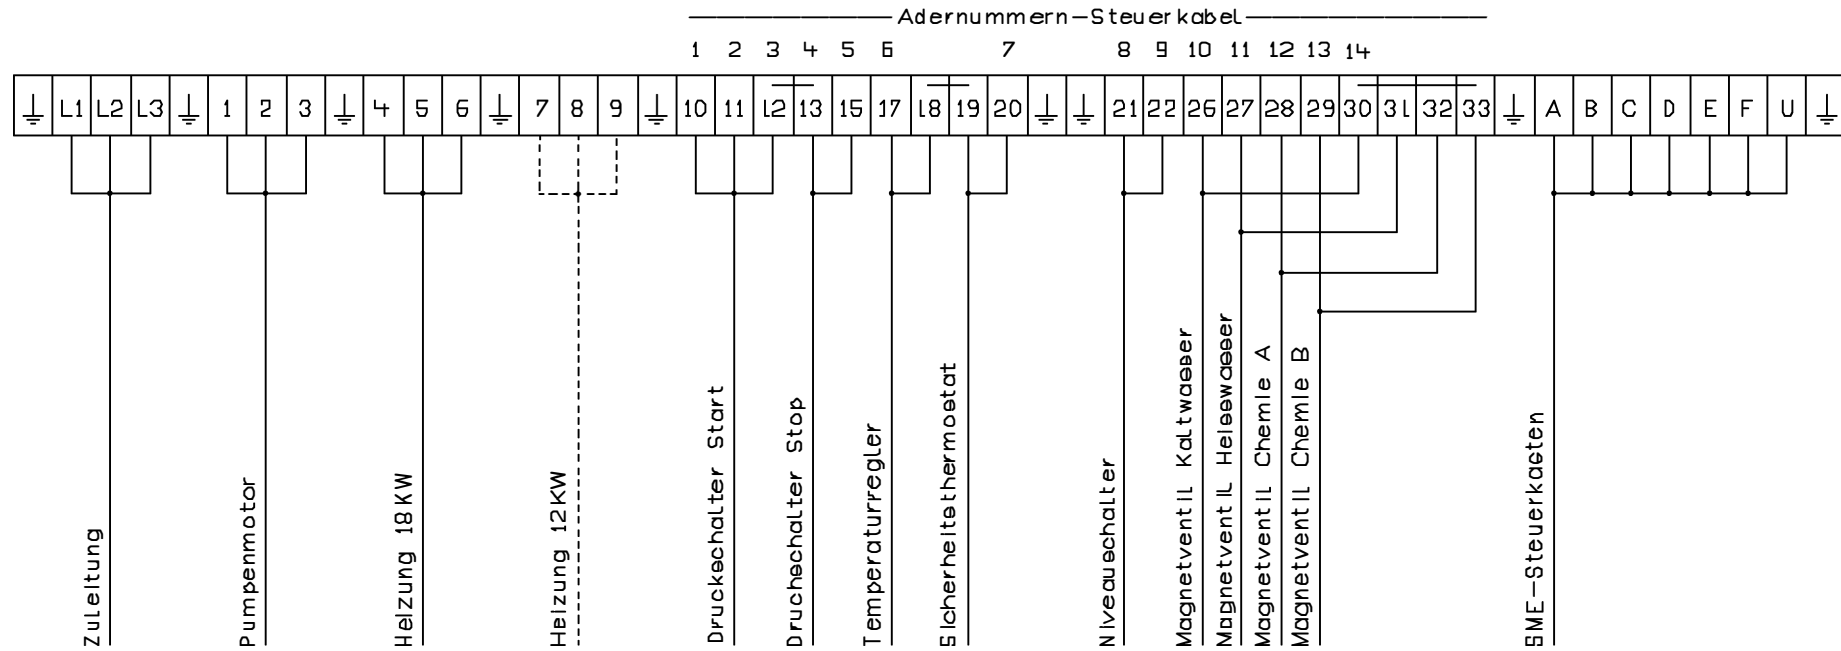 Adernummern-Steuerkabel
1 2 3 4 5 6 7 8 9 10 11 12 13 14
L1 L2 L3 1 2 3 4 5 6 7 8 9 10 11 12 13 15 17 18 19 20 21 22 26 27 28 29 30 31 32 33 A B C D E F U
Zuleitung
Pumpenmotor
Heizung 18KW
Heizung 12KW
Druckschalter Start
Druchschalter Stop
Temperaturregler
Sicherheitsthermostat
Niveauschalter
Magnetventil Kaltwasser
Magnetventil Heisswasser
Magnetventil Chemie A
Magnetventil Chemie B
SME-Steuerkasten